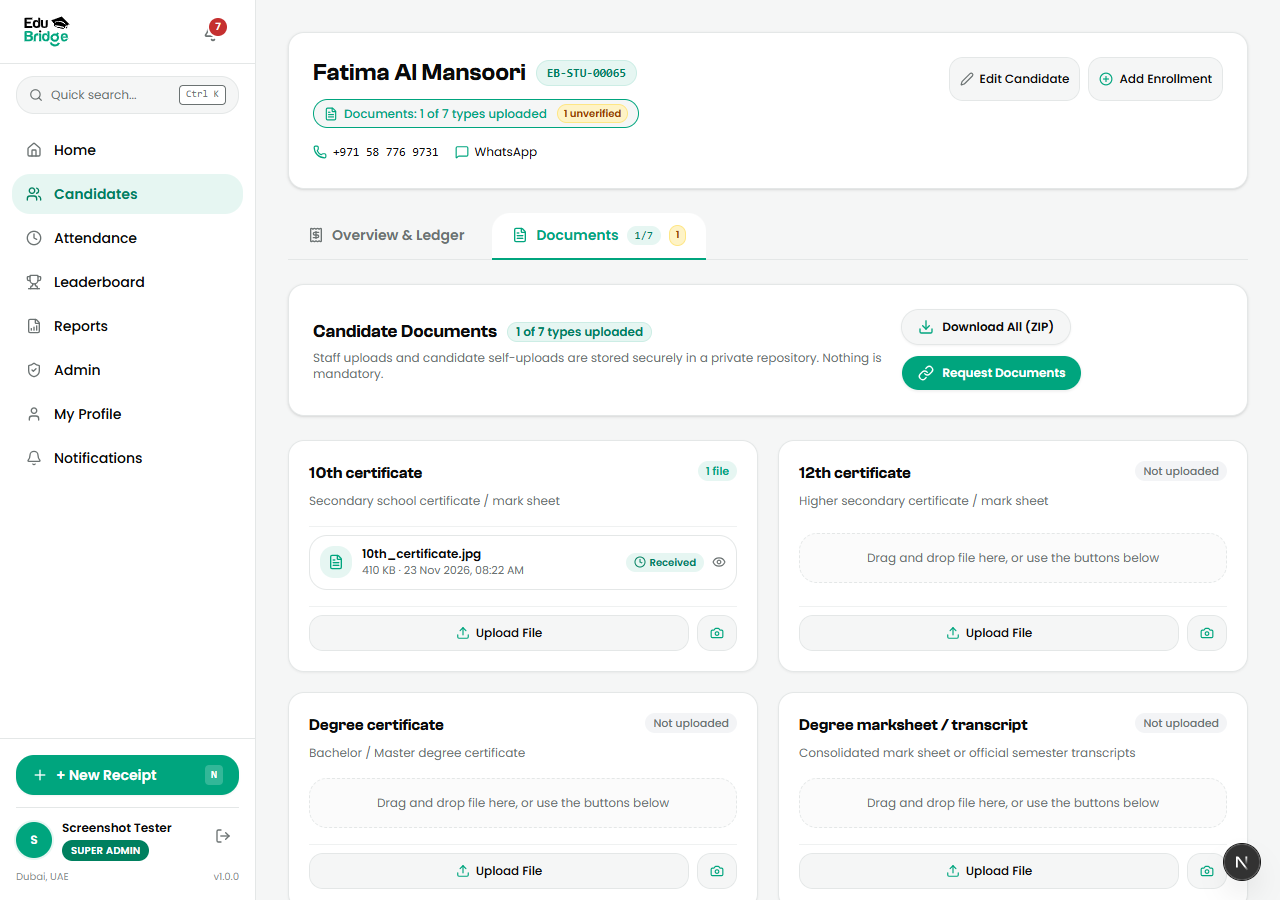 Edu
Bridge
7
Quick search...
Ctrl K
Home
Candidates
Attendance
Leaderboard
Reports
Admin
My Profile
Notifications
+ New Receipt
N
S
Screenshot Tester
SUPER ADMIN
Dubai, UAE
v1.0.0
Fatima Al Mansoori
EB-STU-00065
Edit Candidate
Add Enrollment
Documents: 1 of 7 types uploaded
1 unverified
+971 58 776 9731
WhatsApp
Overview & Ledger
Documents
1/7
1
Candidate Documents
1 of 7 types uploaded
Staff uploads and candidate self-uploads are stored securely in a private repository. Nothing is
mandatory.
Download All (ZIP)
Request Documents
10th certificate
1 file
Secondary school certificate / mark sheet
10th_certificate.jpg
410 KB · 23 Nov 2026, 08:22 AM
Received
Upload File
12th certificate
Not uploaded
Higher secondary certificate / mark sheet
Drag and drop file here, or use the buttons below
Upload File
Degree certificate
Not uploaded
Bachelor / Master degree certificate
Drag and drop file here, or use the buttons below
Upload File
Degree marksheet / transcript
Not uploaded
Consolidated mark sheet or official semester transcripts
Drag and drop file here, or use the buttons below
Upload File
N